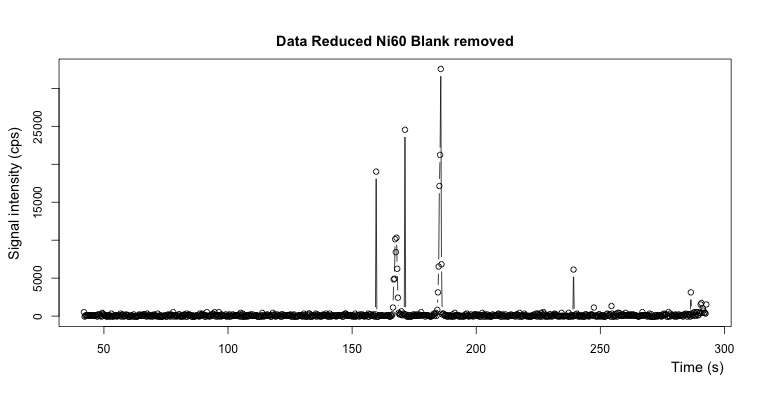 Data Reduced Ni60 Blank removed
Signal intensity (cps)
25000
15000
5000
0
50 100 150 200 250 300
Time (s)